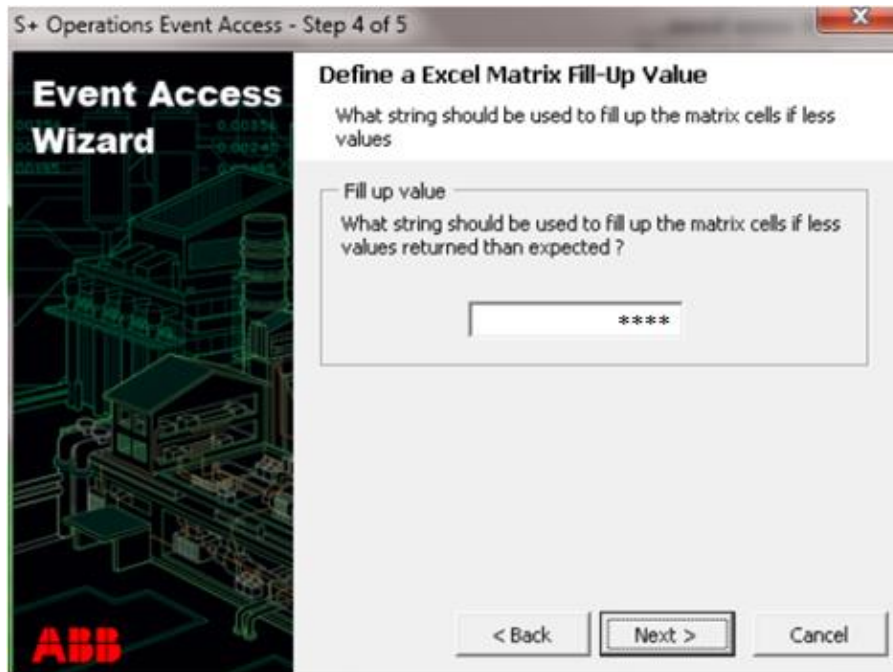 S+ Operations Event Access - Step 4 of 5
Event Access
Wizard
Define a Excel Matrix Fill-Up Value
What string should be used to fill up the matrix cells if less
values
Fill up value
What string should be used to fill up the matrix cells if less
values returned than expected ?
****
ABB
< Back
Next >
Cancel